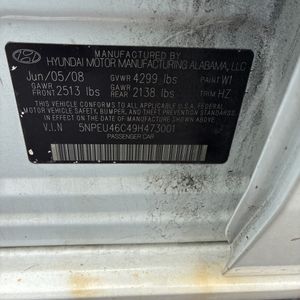 HYUNDAI MOTOR MANUFACTURING ALABAMA, LLC
Jun/05/08 GVWR 4299 lbs PAINT W1
GAWR FRONT 2513 lbs GAWR REAR 2138 lbs TRIM HZ
THIS VEHICLE CONFORMS TO ALL APPLICABLE U.S. FEDERAL
MOTOR VEHICLE SAFETY, BUMPER, AND THEFT PREVENTION STANDARDS
IN EFFECT ON THE DATE OF MANUFACTURE SHOWN ABOVE.
V.I.N 5NPEU46C49H473001
PASSENGER CAR